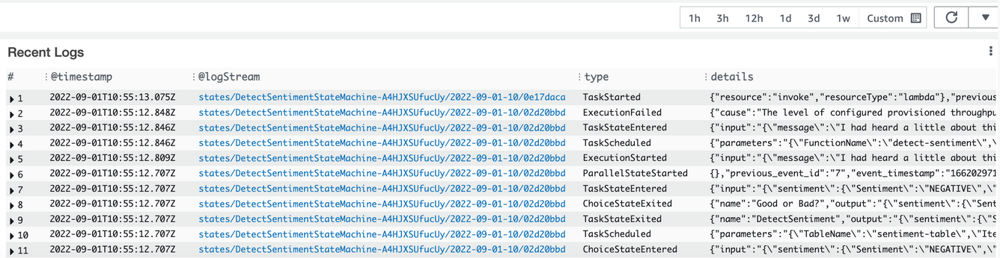 1h 3h 12h 1d 3d 1w Custom
Recent Logs
# @timestamp @logStream type details
1 2022-09-01T10:55:13.075Z states/DetectSentimentStateMachine-A4HJXSUfucUy/2022-09-01-10/0e17daca TaskStarted {"resource":"invoke","resourceType":"lambda"},"previous
2 2022-09-01T10:55:12.848Z states/DetectSentimentStateMachine-A4HJXSUfucUy/2022-09-01-10/02d20bbd ExecutionFailed {"cause":"The level of configured provisioned throughpu
3 2022-09-01T10:55:12.846Z states/DetectSentimentStateMachine-A4HJXSUfucUy/2022-09-01-10/02d20bbd TaskStateEntered {"input":"{\"message\":\"I had heard a little about thi
4 2022-09-01T10:55:12.846Z states/DetectSentimentStateMachine-A4HJXSUfucUy/2022-09-01-10/02d20bbd TaskScheduled {"parameters":"{\"FunctionName\":\"detect-sentiment\",\
5 2022-09-01T10:55:12.809Z states/DetectSentimentStateMachine-A4HJXSUfucUy/2022-09-01-10/02d20bbd ExecutionStarted {"input":"{\"message\":\"I had heard a little about thi
6 2022-09-01T10:55:12.707Z states/DetectSentimentStateMachine-A4HJXSUfucUy/2022-09-01-10/02d20bbd ParallelStateStarted {},"previous_event_id":"7","event_timestamp":"166202971
7 2022-09-01T10:55:12.707Z states/DetectSentimentStateMachine-A4HJXSUfucUy/2022-09-01-10/02d20bbd TaskStateEntered {"input":"{\"sentiment\":{\"Sentiment\":\"NEGATIVE\",\"
8 2022-09-01T10:55:12.707Z states/DetectSentimentStateMachine-A4HJXSUfucUy/2022-09-01-10/02d20bbd ChoiceStateExited {"name":"Good or Bad?","output":"{\"sentiment\":{\"Sent
9 2022-09-01T10:55:12.707Z states/DetectSentimentStateMachine-A4HJXSUfucUy/2022-09-01-10/02d20bbd TaskStateExited {"name":"DetectSentiment","output":"{\"sentiment\":{\"S
10 2022-09-01T10:55:12.707Z states/DetectSentimentStateMachine-A4HJXSUfucUy/2022-09-01-10/02d20bbd TaskScheduled {"parameters":"{\"TableName\":\"sentiment-table\",\"Ite
11 2022-09-01T10:55:12.707Z states/DetectSentimentStateMachine-A4HJXSUfucUy/2022-09-01-10/02d20bbd ChoiceStateEntered {"input":"{\"sentiment\":{\"Sentiment\":\"NEGATIVE\",\"